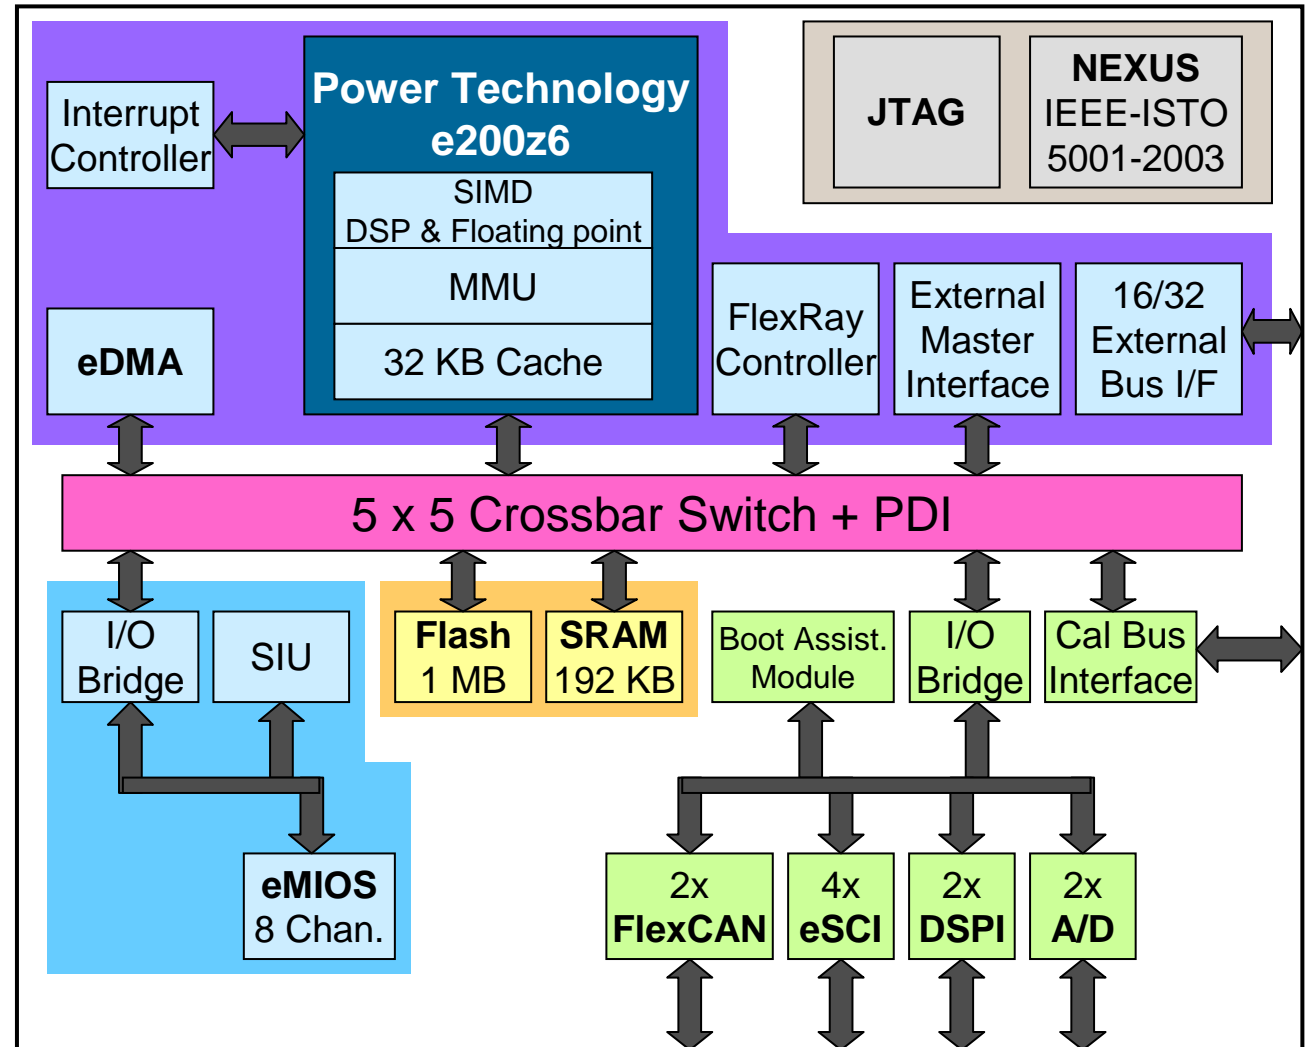 Power Technology
e200z6
Interrupt
Controller
SIMD
DSP & Floating point
MMU
32 KB Cache
JTAG
NEXUS
IEEE-ISTO
5001-2003
eDMA
FlexRay
Controller
External
Master
Interface
16/32
External
Bus I/F
5 x 5 Crossbar Switch + PDI
I/O
Bridge
SIU
Flash
1 MB
SRAM
192 KB
Boot Assist.
Module
I/O
Bridge
Cal Bus
Interface
eMIOS
8 Chan.
2x
FlexCAN
4x
eSCI
2x
DSPI
2x
A/D